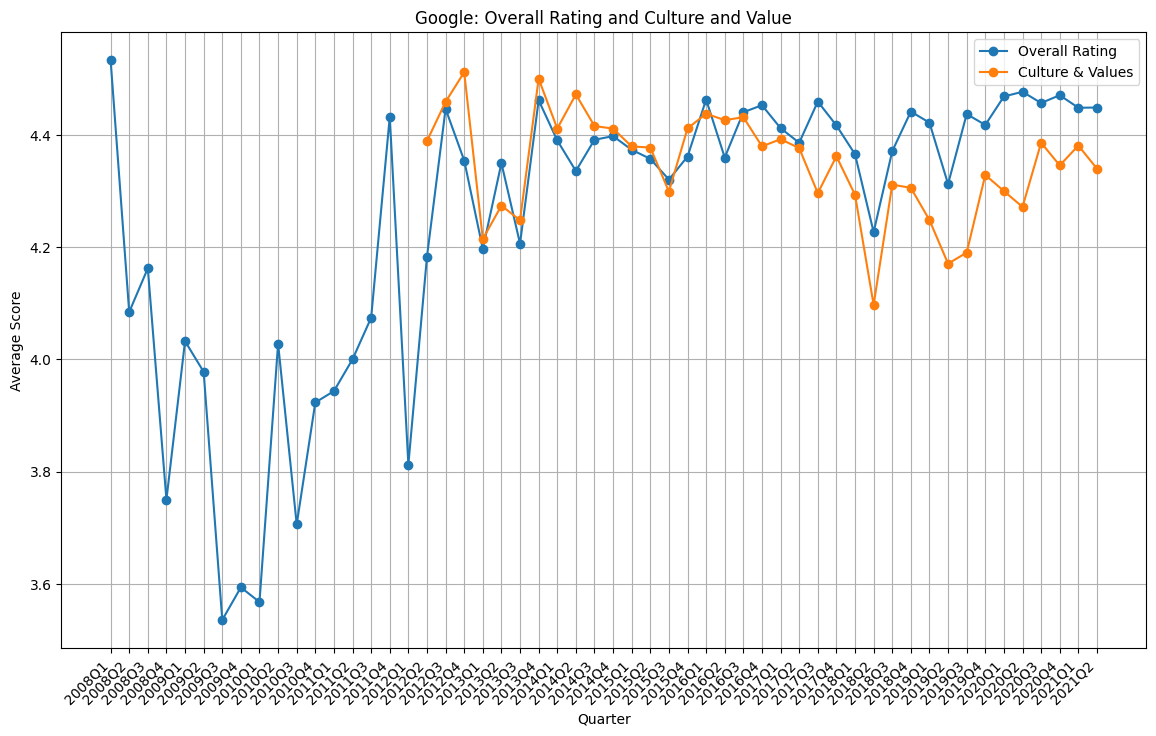 Google: Overall Rating and Culture and Value
Overall Rating
Culture & Values
Average Score
4.4
4.2
4.0
3.8
3.6
2008Q1
2008Q2
2008Q3
2008Q4
2009Q1
2009Q2
2009Q3
2009Q4
2010Q1
2010Q2
2010Q3
2010Q4
2011Q1
2011Q2
2011Q3
2011Q4
2012Q1
2012Q2
2012Q3
2012Q4
2013Q1
2013Q2
2013Q3
2013Q4
2014Q1
2014Q2
2014Q3
2014Q4
2015Q1
2015Q2
2015Q3
2015Q4
2016Q1
2016Q2
2016Q3
2016Q4
2017Q1
2017Q2
2017Q3
2017Q4
2018Q1
2018Q2
2018Q3
2018Q4
2019Q1
2019Q2
2019Q3
2019Q4
2020Q1
2020Q2
2020Q3
2020Q4
2021Q1
2021Q2
Quarter